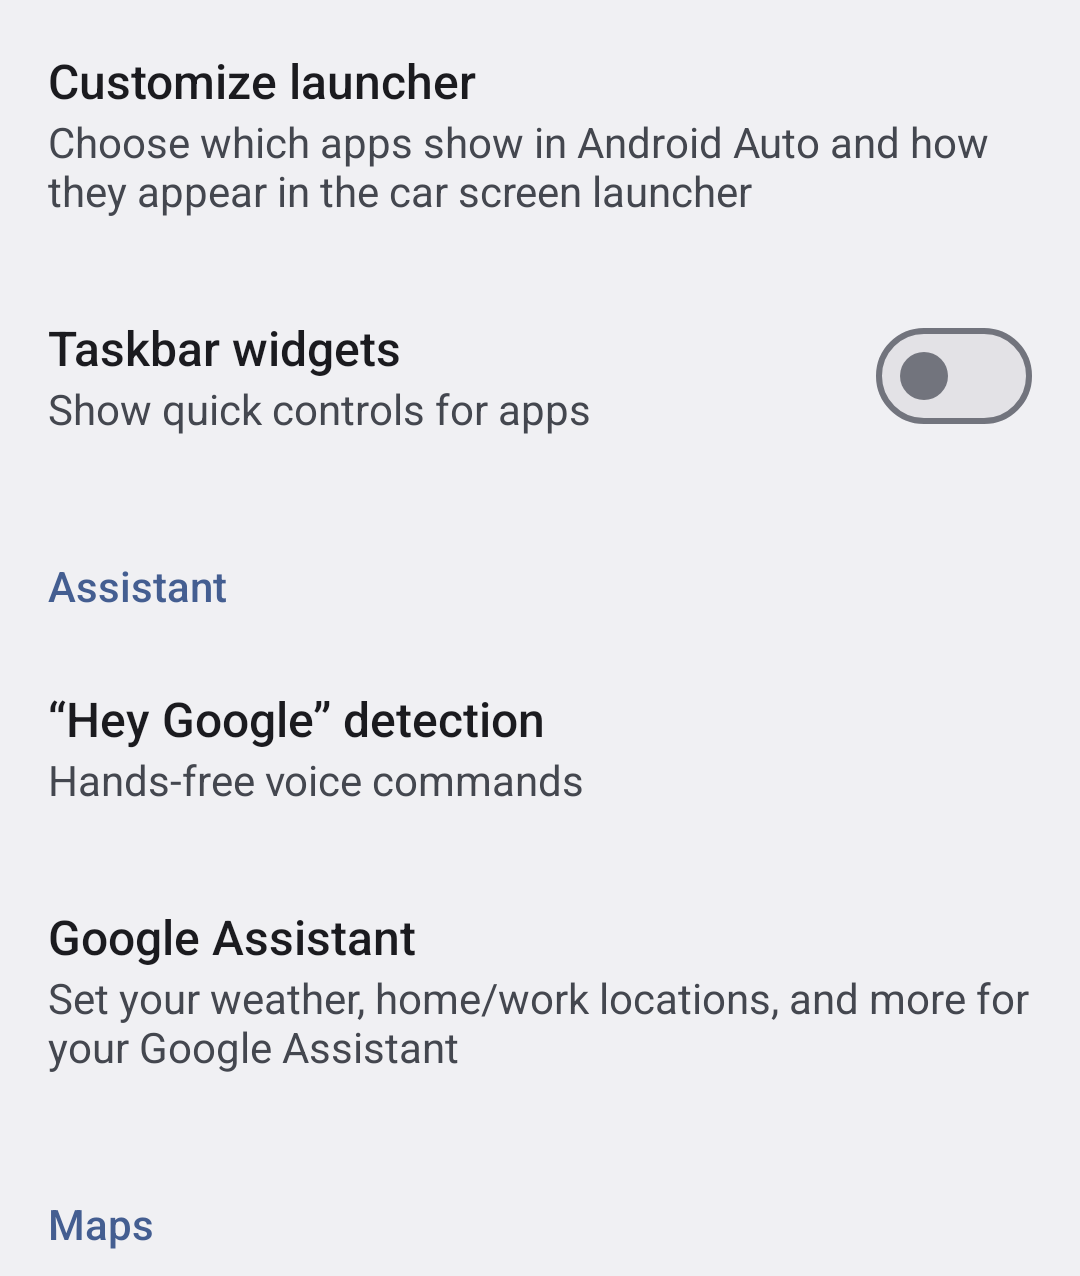 Customize launcher
Choose which apps show in Android Auto and how
they appear in the car screen launcher
Taskbar widgets
Show quick controls for apps
Assistant
“Hey Google” detection
Hands-free voice commands
Google Assistant
Set your weather, home/work locations, and more for
your Google Assistant
Maps